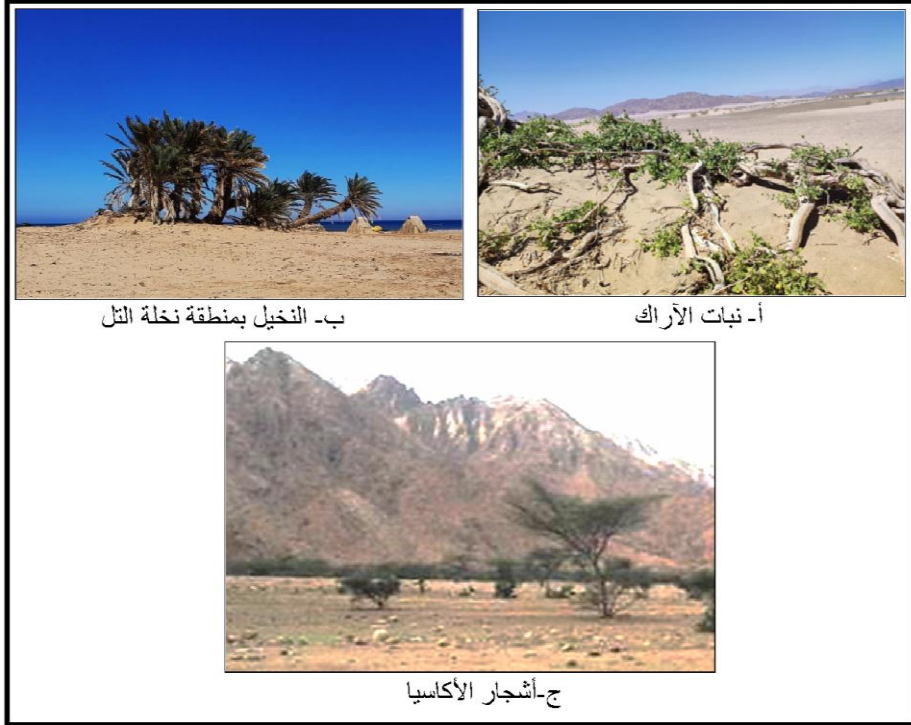 أ- نبات الآراك
ب- النخيل بمنطقة نخلة التل
ج-أشجار الأكاسيا